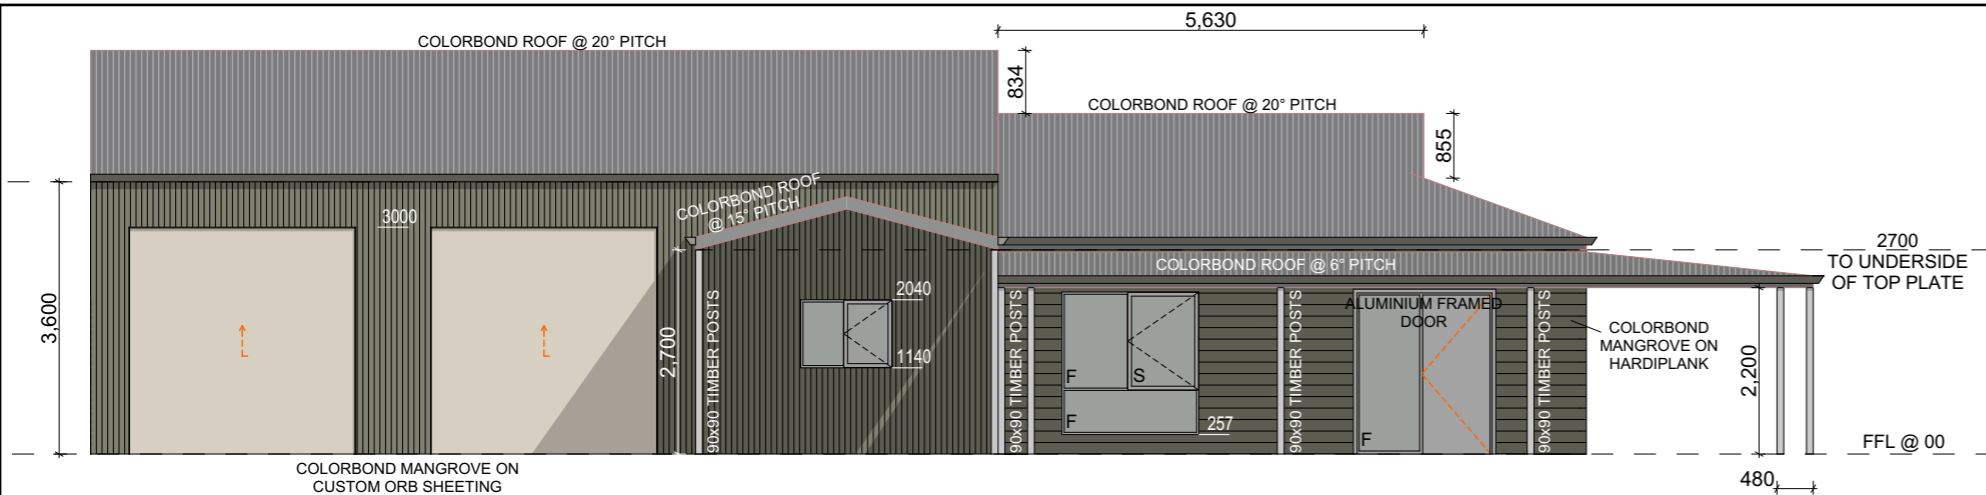 5,630
COLORBOND ROOF @ 20° PITCH
834
COLORBOND ROOF @ 20° PITCH
855
COLORBOND ROOF
@ 15° PITCH
3000
2700
TO UNDERSIDE
OF TOP PLATE
COLORBOND ROOF @ 6° PITCH
3,600
2,700
90x90 TIMBER POSTS
2040
1140
90x90 TIMBER POSTS
F
S
F
257
90x90 TIMBER POSTS
ALUMINIUM FRAMED
DOOR
F
90x90 TIMBER POSTS
COLORBOND
MANGROVE ON
HARDIPLANK
2,200
FFL @ 00
480
COLORBOND MANGROVE ON
CUSTOM ORB SHEETING